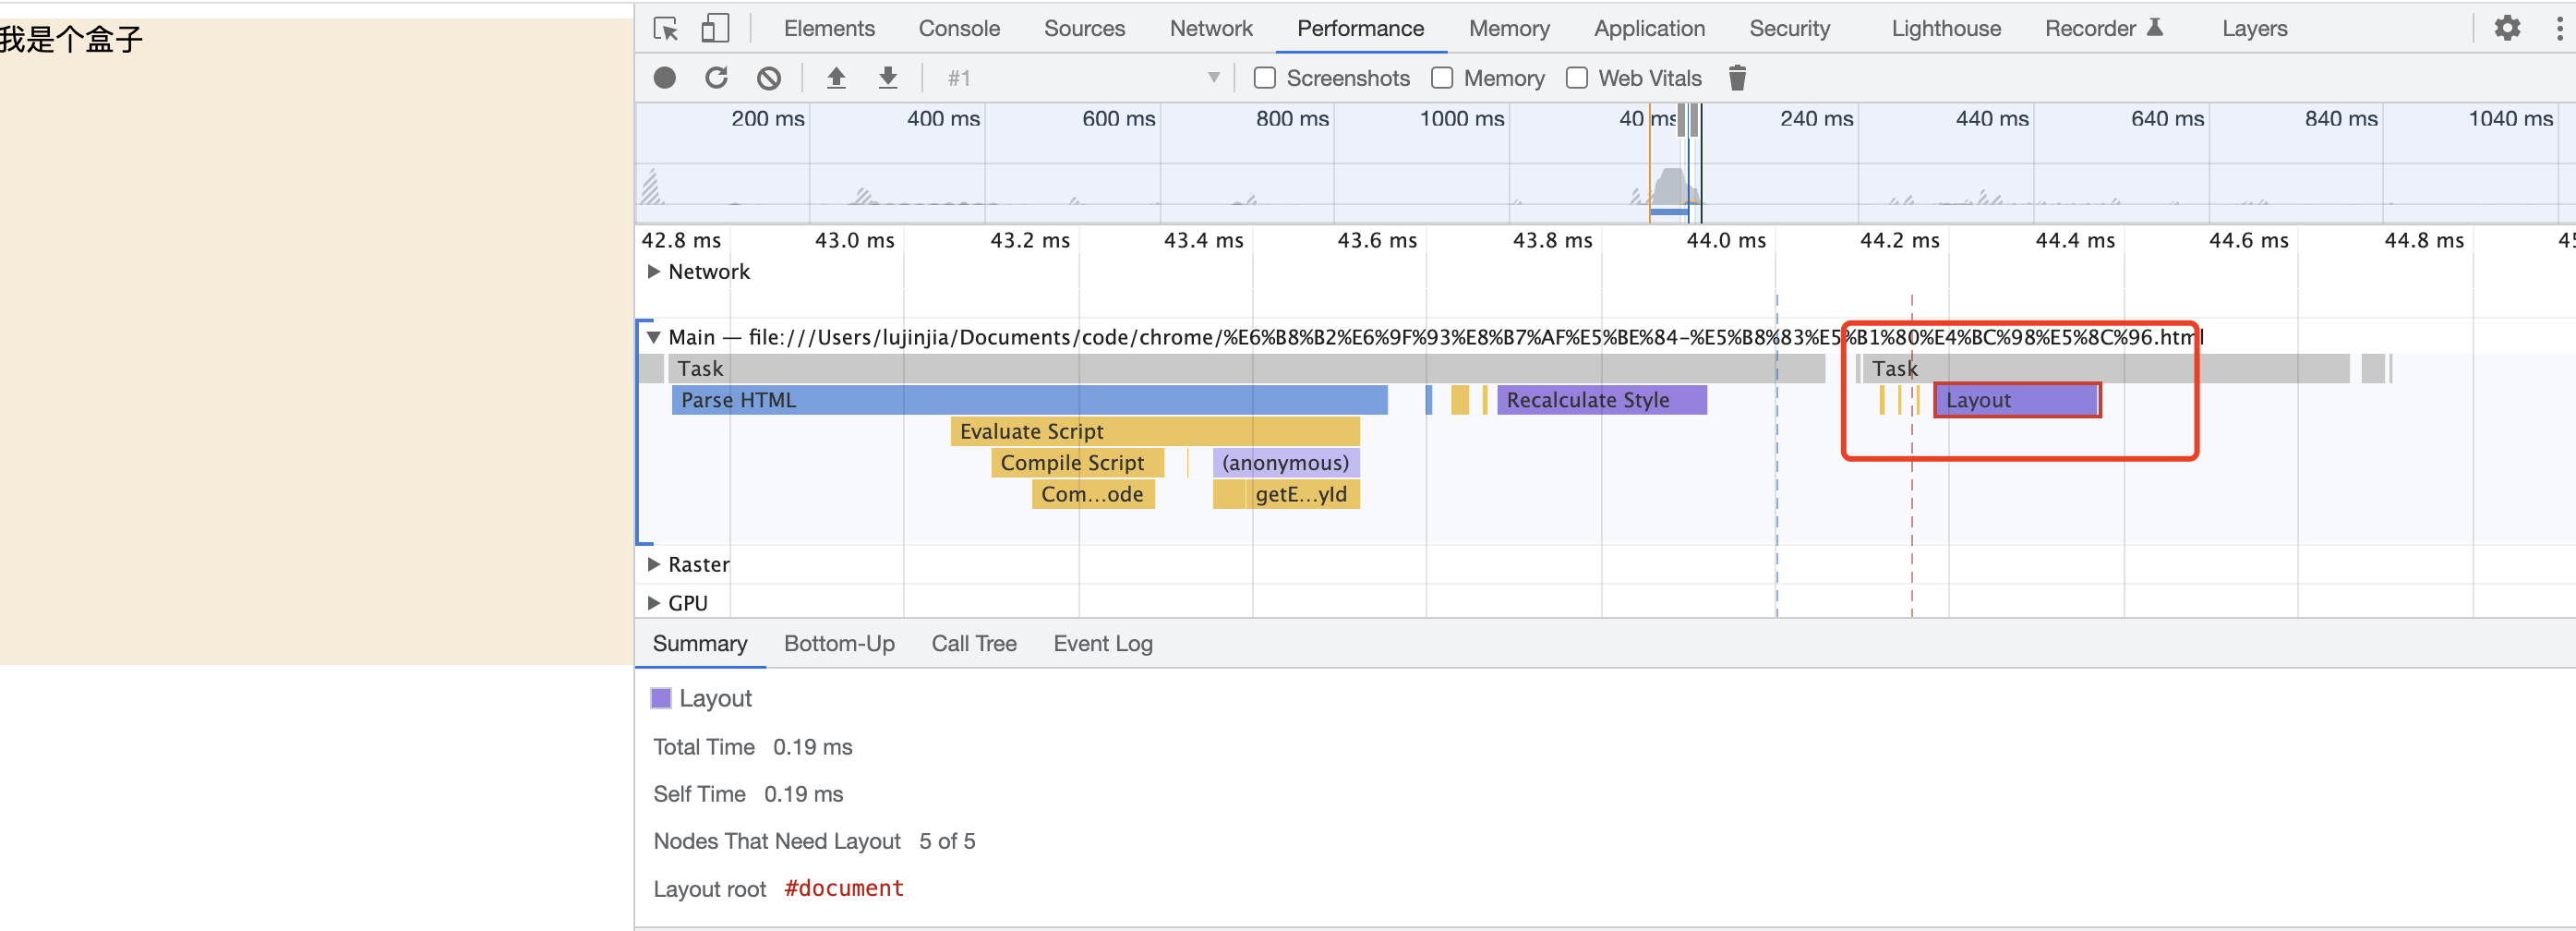 我是个盒子
Elements Console Sources Network Performance Memory Application Security Lighthouse Recorder Layers
#1 Screenshots Memory Web Vitals
200 ms 400 ms 600 ms 800 ms 1000 ms 40 ms 240 ms 440 ms 640 ms 840 ms 1040 ms
42.8 ms 43.0 ms 43.2 ms 43.4 ms 43.6 ms 43.8 ms 44.0 ms 44.2 ms 44.4 ms 44.6 ms 44.8 ms
Network
Main — file:///Users/lujinjia/Documents/code/chrome/%E6%B8%B2%E6%9F%93%E8%B7%AF%E5%BE%84-%E5%B8%83%E5%B1%80%E4%BC%98%E5%8C%96.html
Task Task
Parse HTML Recalculate Style Layout
Evaluate Script
Compile Script (anonymous)
Com…ode getE…yId
Raster
GPU
Summary Bottom-Up Call Tree Event Log
Layout
Total Time 0.19 ms
Self Time 0.19 ms
Nodes That Need Layout 5 of 5
Layout root #document